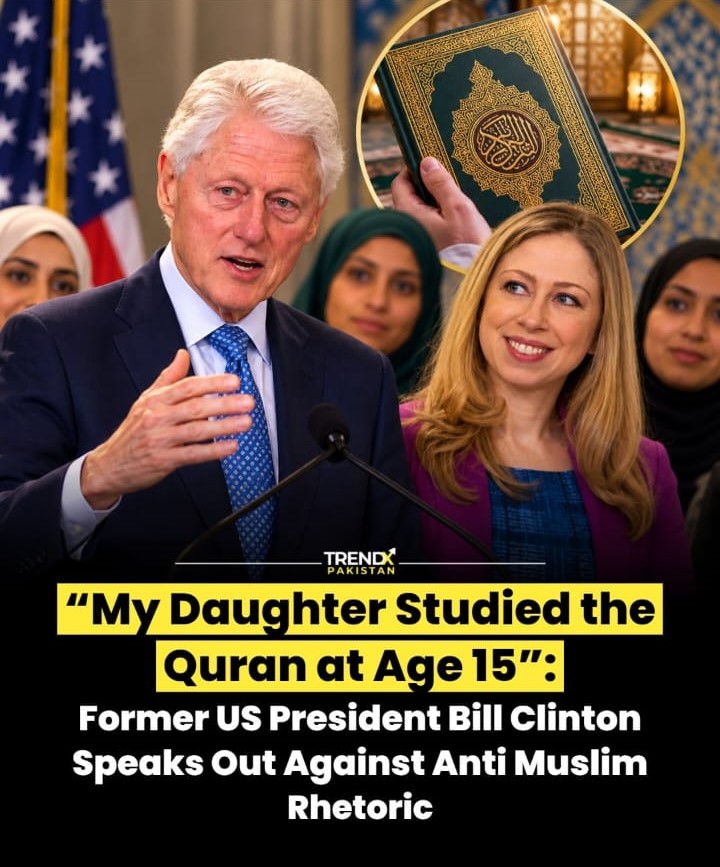 TRENDX
PAKISTAN
“My Daughter Studied the
Quran at Age 15”:
Former US President Bill Clinton
Speaks Out Against Anti Muslim
Rhetoric